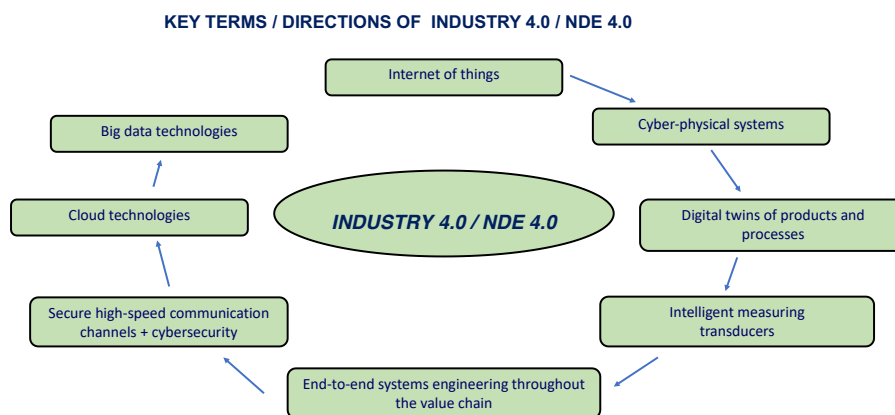 KEY TERMS / DIRECTIONS OF INDUSTRY 4.0 / NDE 4.0
Internet of things
Cyber-physical systems
Digital twins of products and
processes
Intelligent measuring
transducers
End-to-end systems engineering throughout
the value chain
Secure high-speed communication
channels + cybersecurity
Cloud technologies
Big data technologies
INDUSTRY 4.0 / NDE 4.0